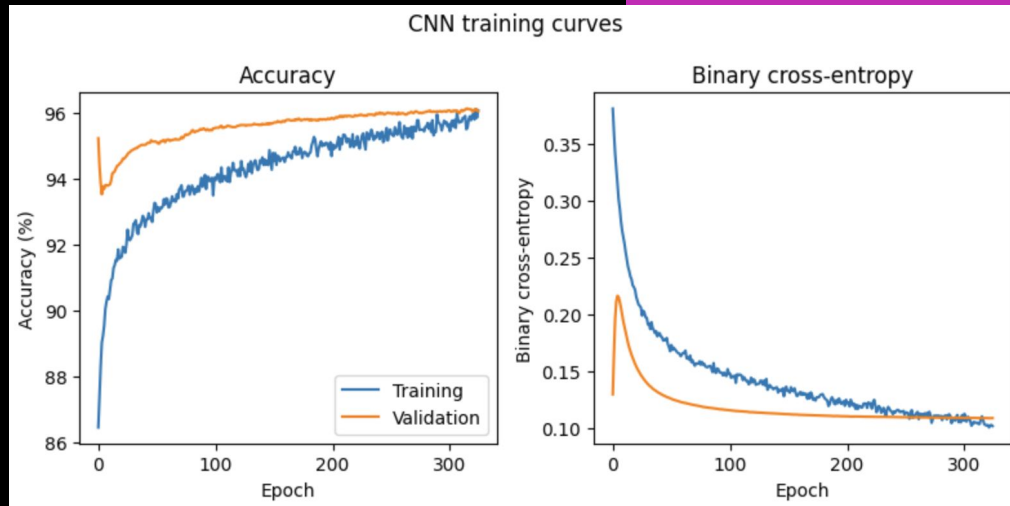 CNN training curves
Accuracy
Accuracy (%)
96
94
92
90
88
86
0
100
200
300
Epoch
Training
Validation
Binary cross-entropy
Binary cross-entropy
0.35
0.30
0.25
0.20
0.15
0.10
0
100
200
300
Epoch